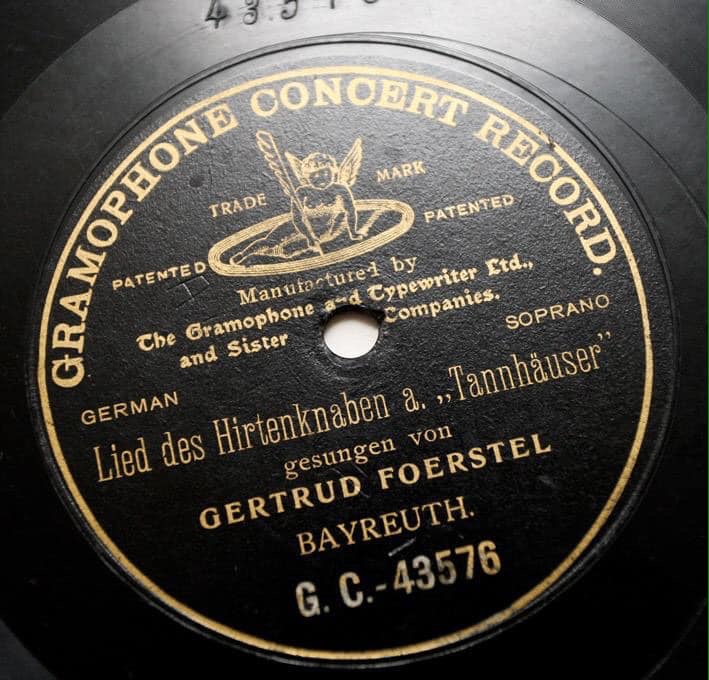 GRAMOPHONE CONCERT RECORD.
TRADE MARK
PATENTED PATENTED
Manufactured by
The Gramophone and Typewriter Ltd.,
and Sister Companies.
GERMAN SOPRANO
Lied des Hirtenknaben a. „Tannhäuser"
gesungen von
GERTRUD FOERSTEL
BAYREUTH.
G. C.-43576